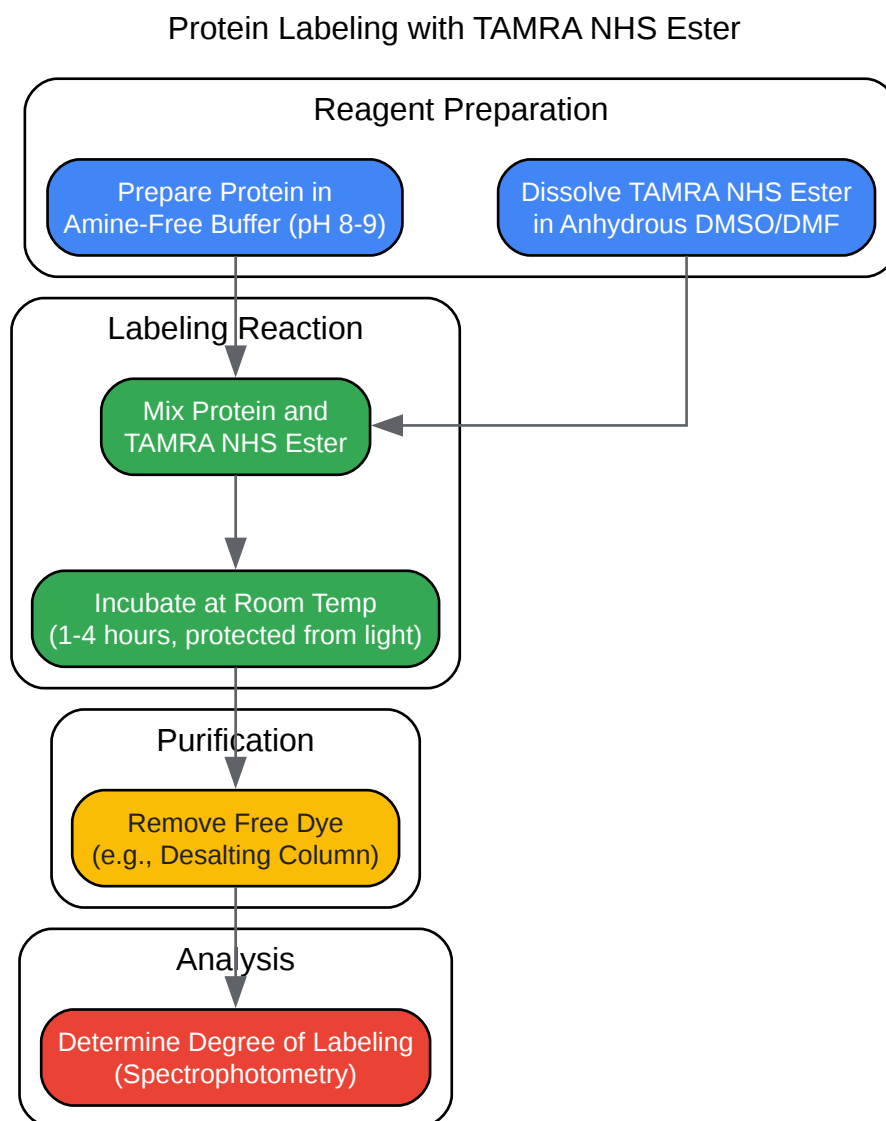 Protein Labeling with TAMRA NHS Ester
Reagent Preparation
Prepare Protein in
Amine-Free Buffer (pH 8-9)
Dissolve TAMRA NHS Ester
in Anhydrous DMSO/DMF
Labeling Reaction
Mix Protein and
TAMRA NHS Ester
Incubate at Room Temp
(1-4 hours, protected from light)
Purification
Remove Free Dye
(e.g., Desalting Column)
Analysis
Determine Degree of Labeling
(Spectrophotometry)